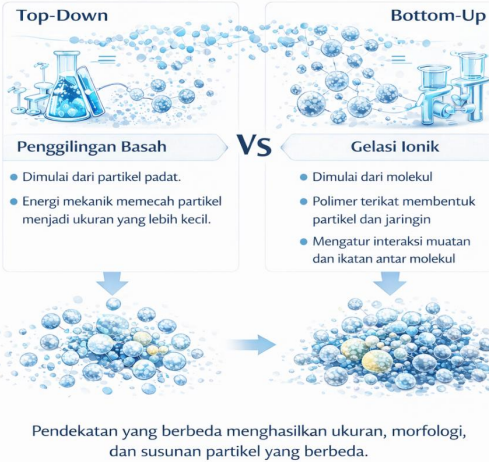 Top-Down
Bottom-Up
Vs
Penggilingan Basah
Dimulai dari partikel padat.
Energi mekanik memecah partikel
menjadi ukuran yang lebih kecil.
Gelasi Ionik
Dimulai dari molekul
Polimer terikat membentuk
partikel dan jaringin
Mengatur interaksi muatan
dan ikatan antar molekul
Pendekatan yang berbeda menghasilkan ukuran, morfologi,
dan susunan partikel yang berbeda.